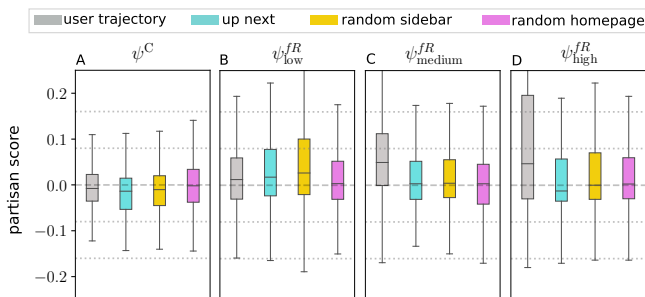 user trajectory up next random sidebar random homepage
A ψ^C B ψ^{fR}_{low} C ψ^{fR}_{medium} D ψ^{fR}_{high}
0.2
0.1
0.0
−0.1
−0.2
partisan score